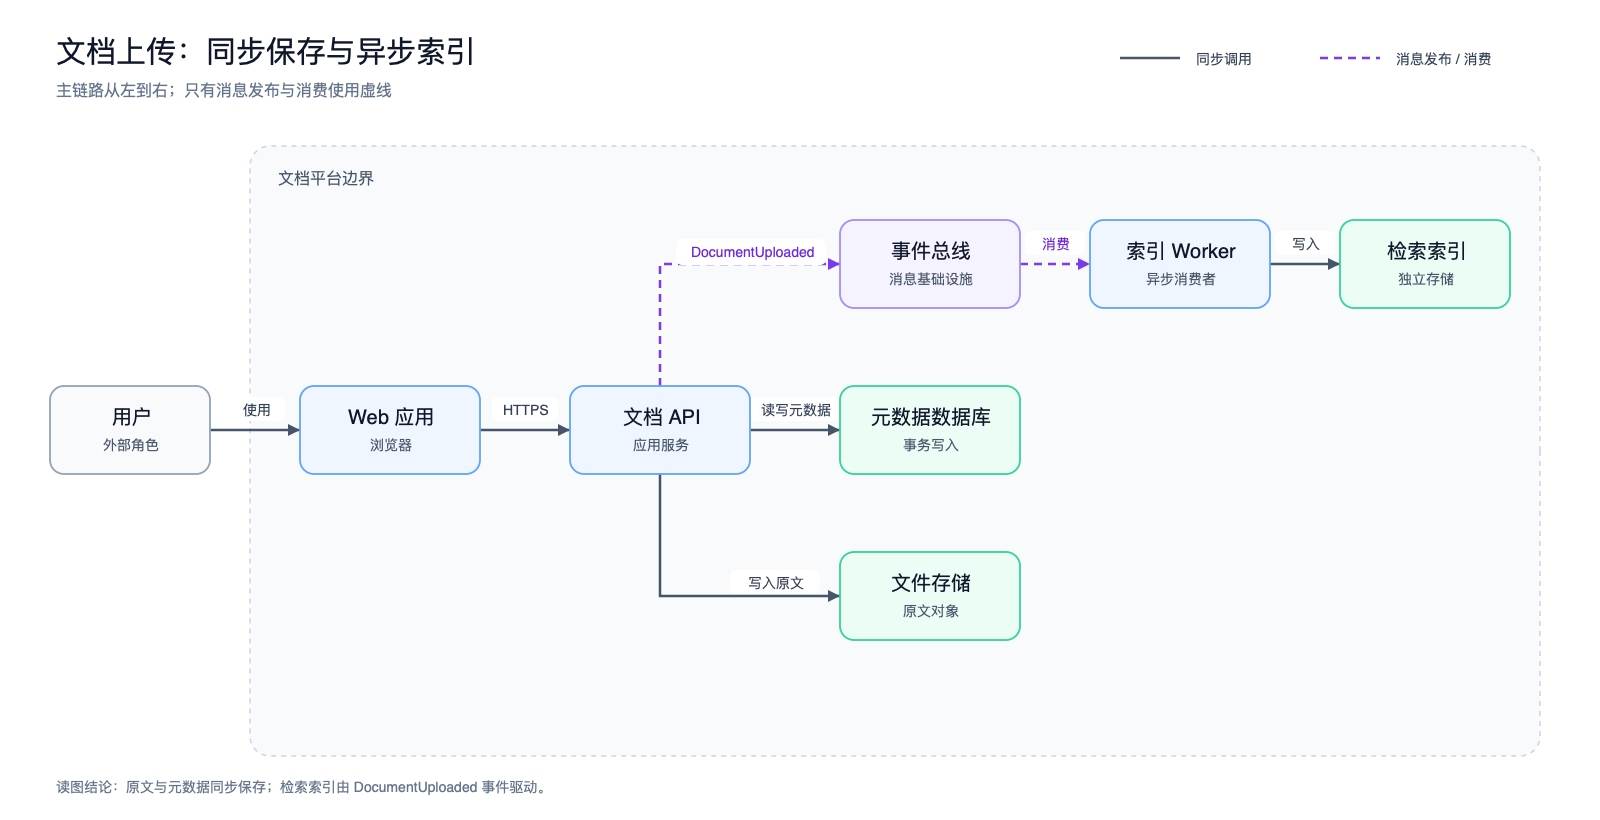 文档上传：同步保存与异步索引
主链路从左到右；只有消息发布与消费使用虚线
同步调用
消息发布 / 消费
文档平台边界
DocumentUploaded
事件总线
消息基础设施
消费
索引 Worker
异步消费者
写入
检索索引
独立存储
用户
外部角色
使用
Web 应用
浏览器
HTTPS
文档 API
应用服务
读写元数据
元数据数据库
事务写入
写入原文
文件存储
原文对象
读图结论：原文与元数据同步保存；检索索引由 DocumentUploaded 事件驱动。